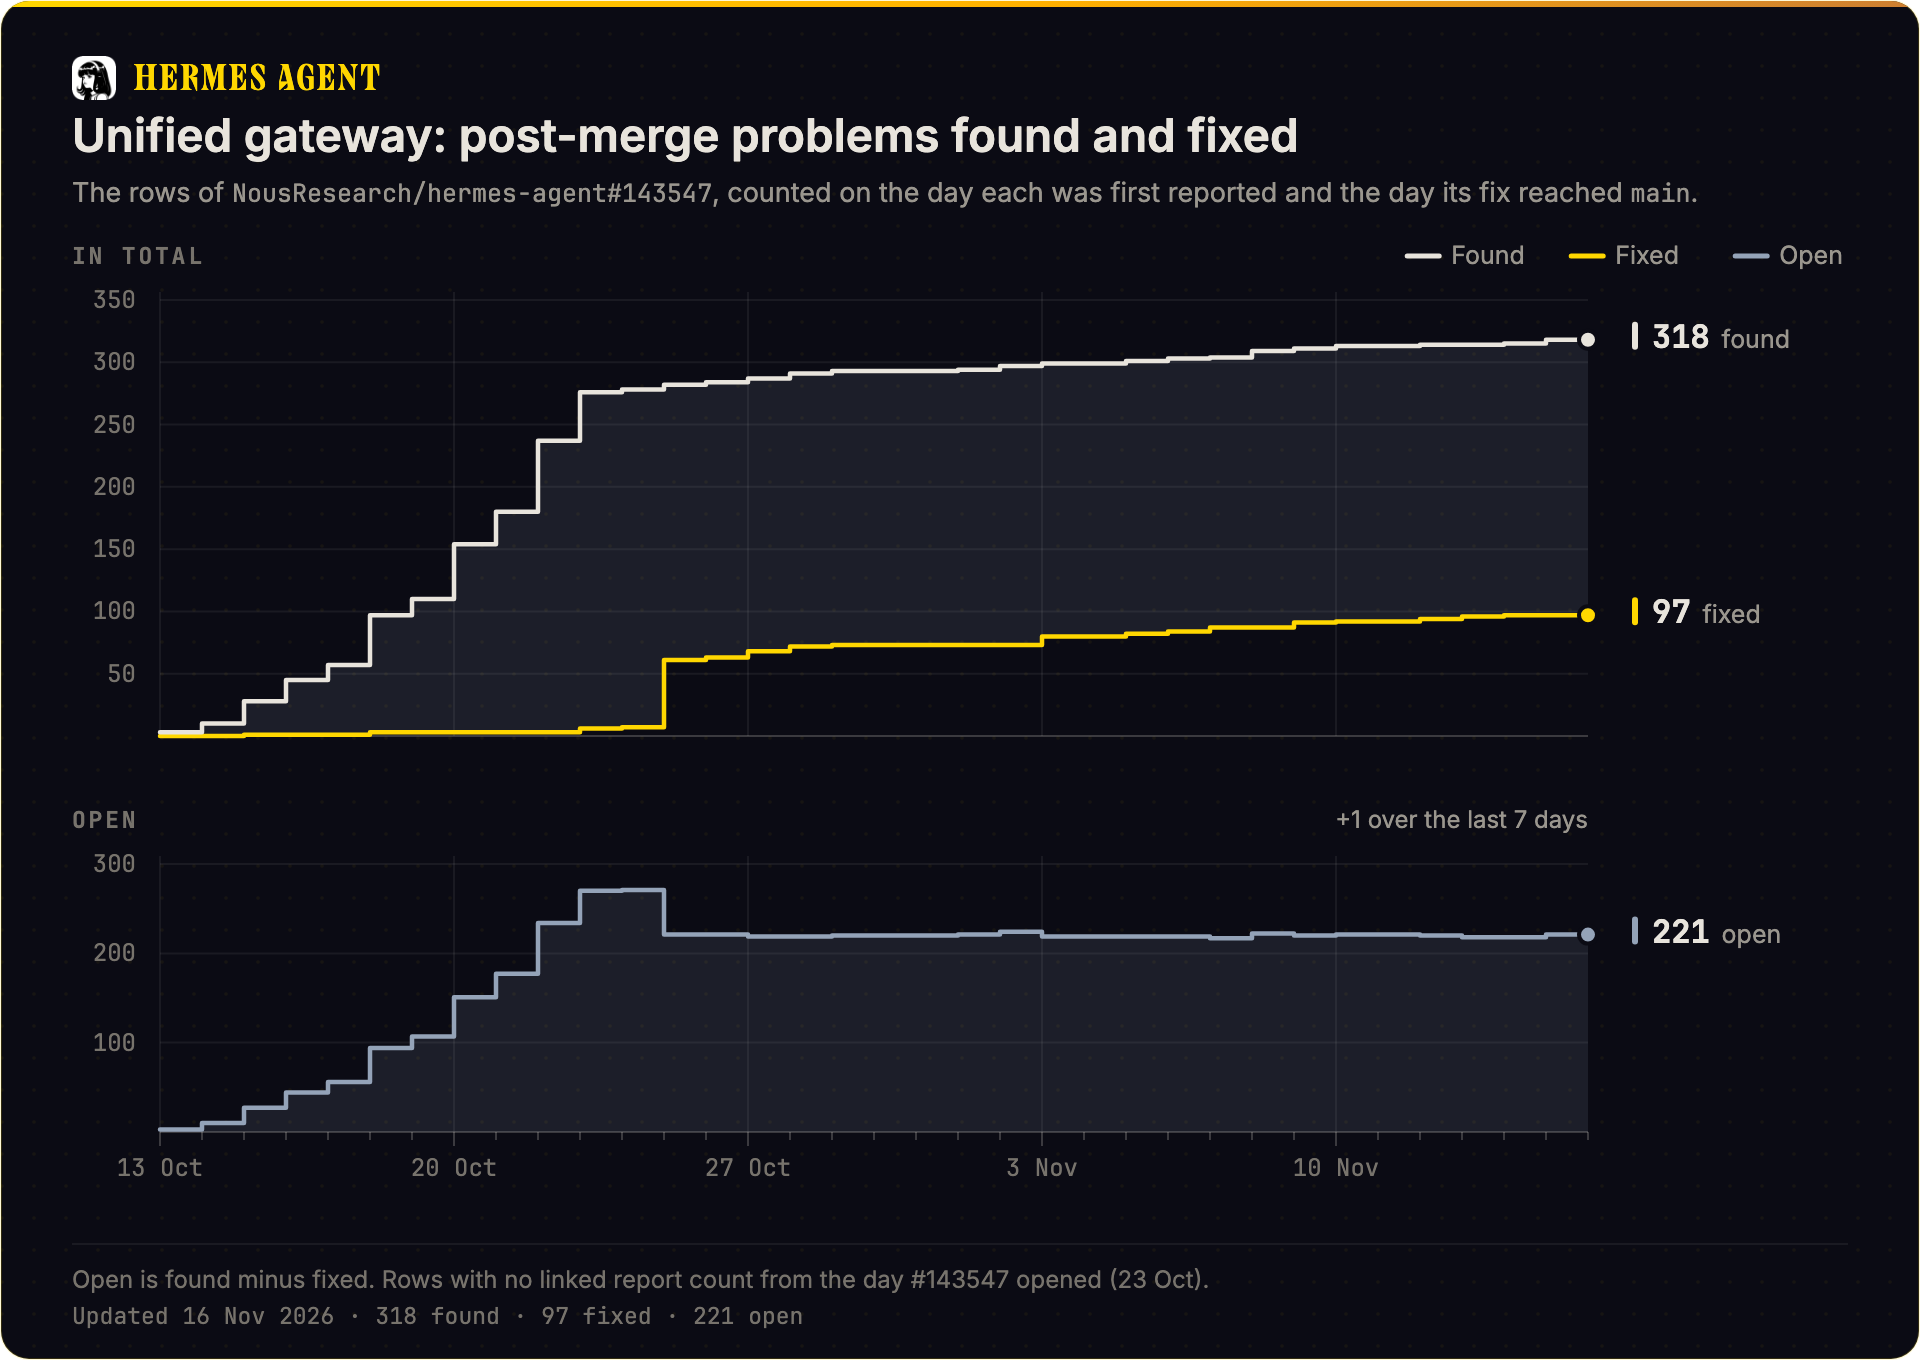 HERMES AGENT
Unified gateway: post-merge problems found and fixed
The rows of NousResearch/hermes-agent#143547, counted on the day each was first reported and the day its fix reached main.
IN TOTAL
Found
Fixed
Open
350
300
250
200
150
100
50
318 found
97 fixed
OPEN
+1 over the last 7 days
300
200
100
221 open
13 Oct
20 Oct
27 Oct
3 Nov
10 Nov
Open is found minus fixed. Rows with no linked report count from the day #143547 opened (23 Oct).
Updated 16 Nov 2026 · 318 found · 97 fixed · 221 open